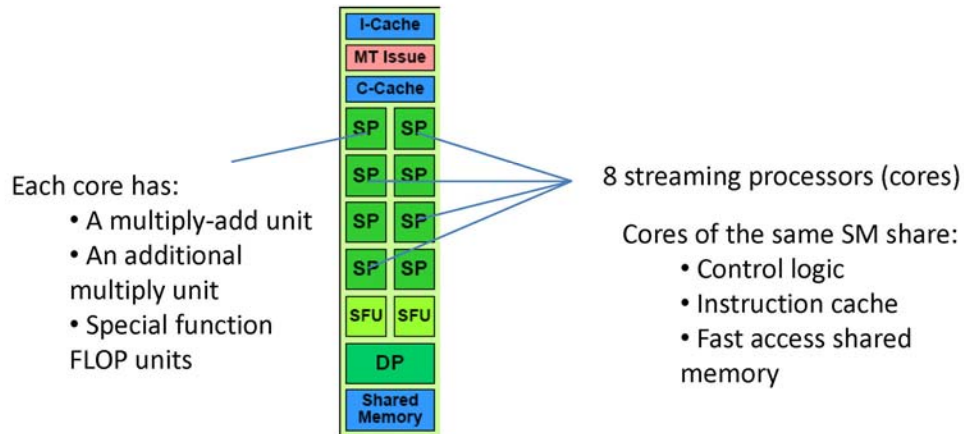 I-Cache
MT Issue
C-Cache
SP SP
SP SP
SP SP
SP SP
SFU SFU
DP
Shared
Memory
Each core has:
• A multiply-add unit
• An additional
multiply unit
• Special function
FLOP units
8 streaming processors (cores)
Cores of the same SM share:
• Control logic
• Instruction cache
• Fast access shared
memory